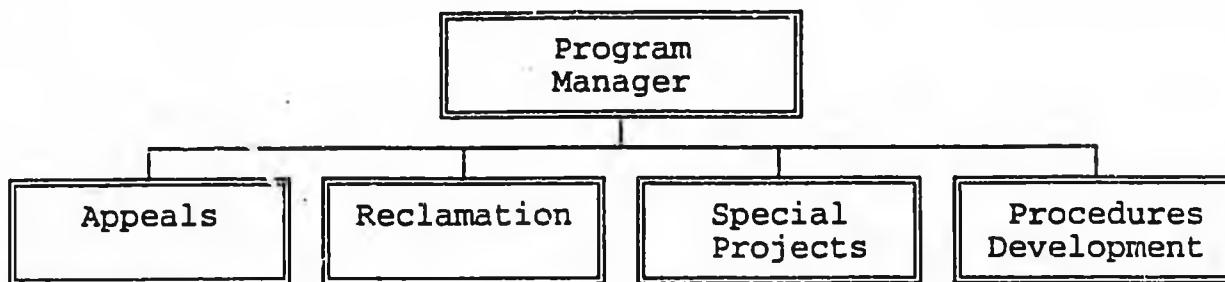 Program
Manager
Appeals
Reclamation
Special
Projects
Procedures
Development